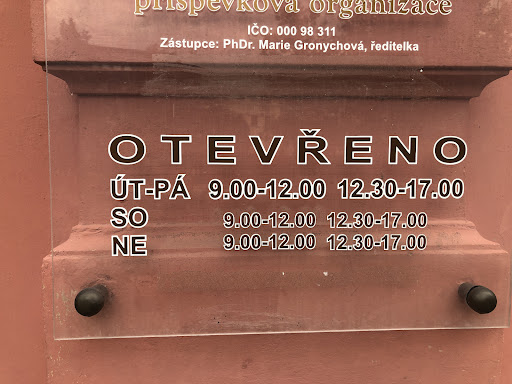 příspěvková organizace
IČO: 000 98 311
Zástupce: PhDr. Marie Gronychová, ředitelka
OTEVŘENO
ÚT-PÁ 9.00-12.00 12.30-17.00
SO 9.00-12.00 12.30-17.00
NE 9.00-12.00 12.30-17.00